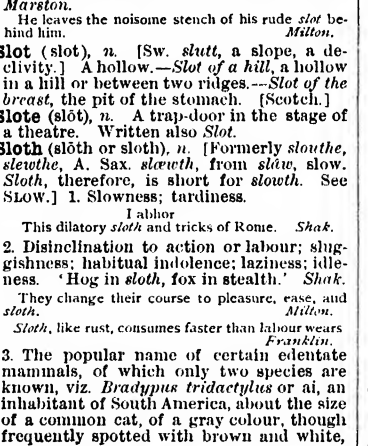 Marston.
He leaves the noisome stench of his rude slot be-
hind him. Milton.
Slot (slot), n. [Sw. slutt, a slope, a de-
clivity.] A hollow.—Slot of a hill, a hollow
in a hill or between two ridges.—Slot of the
breast, the pit of the stomach. [Scotch.]
Slote (slōt), n. A trap-door in the stage of
a theatre. Written also Slot.
Sloth (slōth or sloth), n. [Formerly slouthe,
slewthe, A. Sax. slæwth, from sláw, slow.
Sloth, therefore, is short for slowth. See
SLOW.] 1. Slowness; tardiness.
I abhor
This dilatory sloth and tricks of Rome. Shak.
2. Disinclination to action or labour; slug-
gishness; habitual indolence; laziness; idle-
ness. ‘Hog in sloth, fox in stealth.’ Shak.
They change their course to pleasure, ease, and
sloth. Milton.
Sloth, like rust, consumes faster than labour wears
Franklin.
3. The popular name of certain edentate
mammals, of which only two species are
known, viz. Bradypus tridactylus or ai, an
inhabitant of South America, about the size
of a common cat, of a gray colour, though
frequently spotted with brown and white,